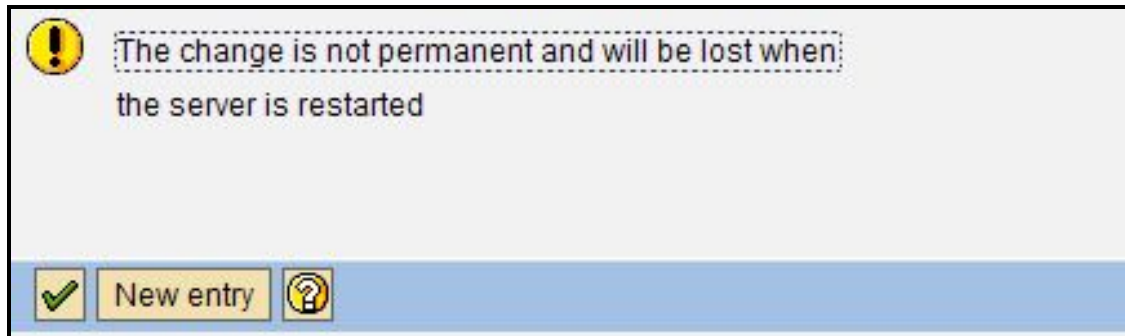 The change is not permanent and will be lost when
the server is restarted
New entry